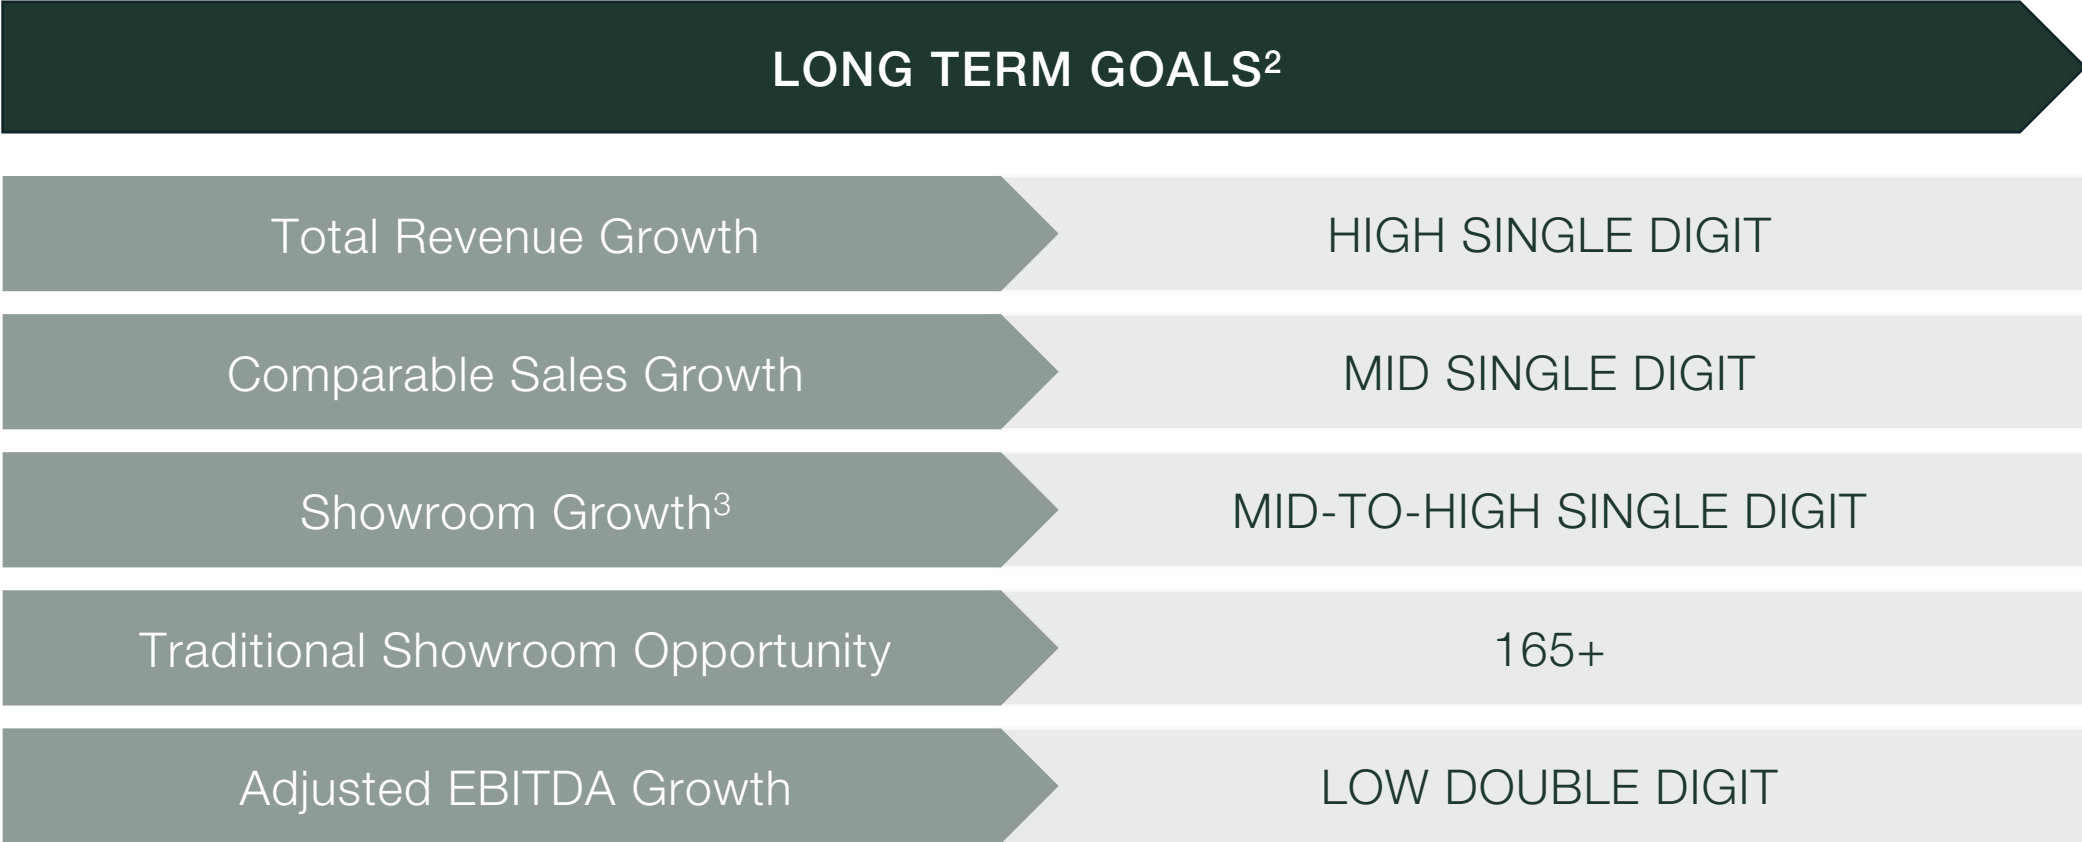 LONG TERM GOALS²
Total Revenue Growth
HIGH SINGLE DIGIT
Comparable Sales Growth
MID SINGLE DIGIT
Showroom Growth³
MID-TO-HIGH SINGLE DIGIT
Traditional Showroom Opportunity
165+
Adjusted EBITDA Growth
LOW DOUBLE DIGIT